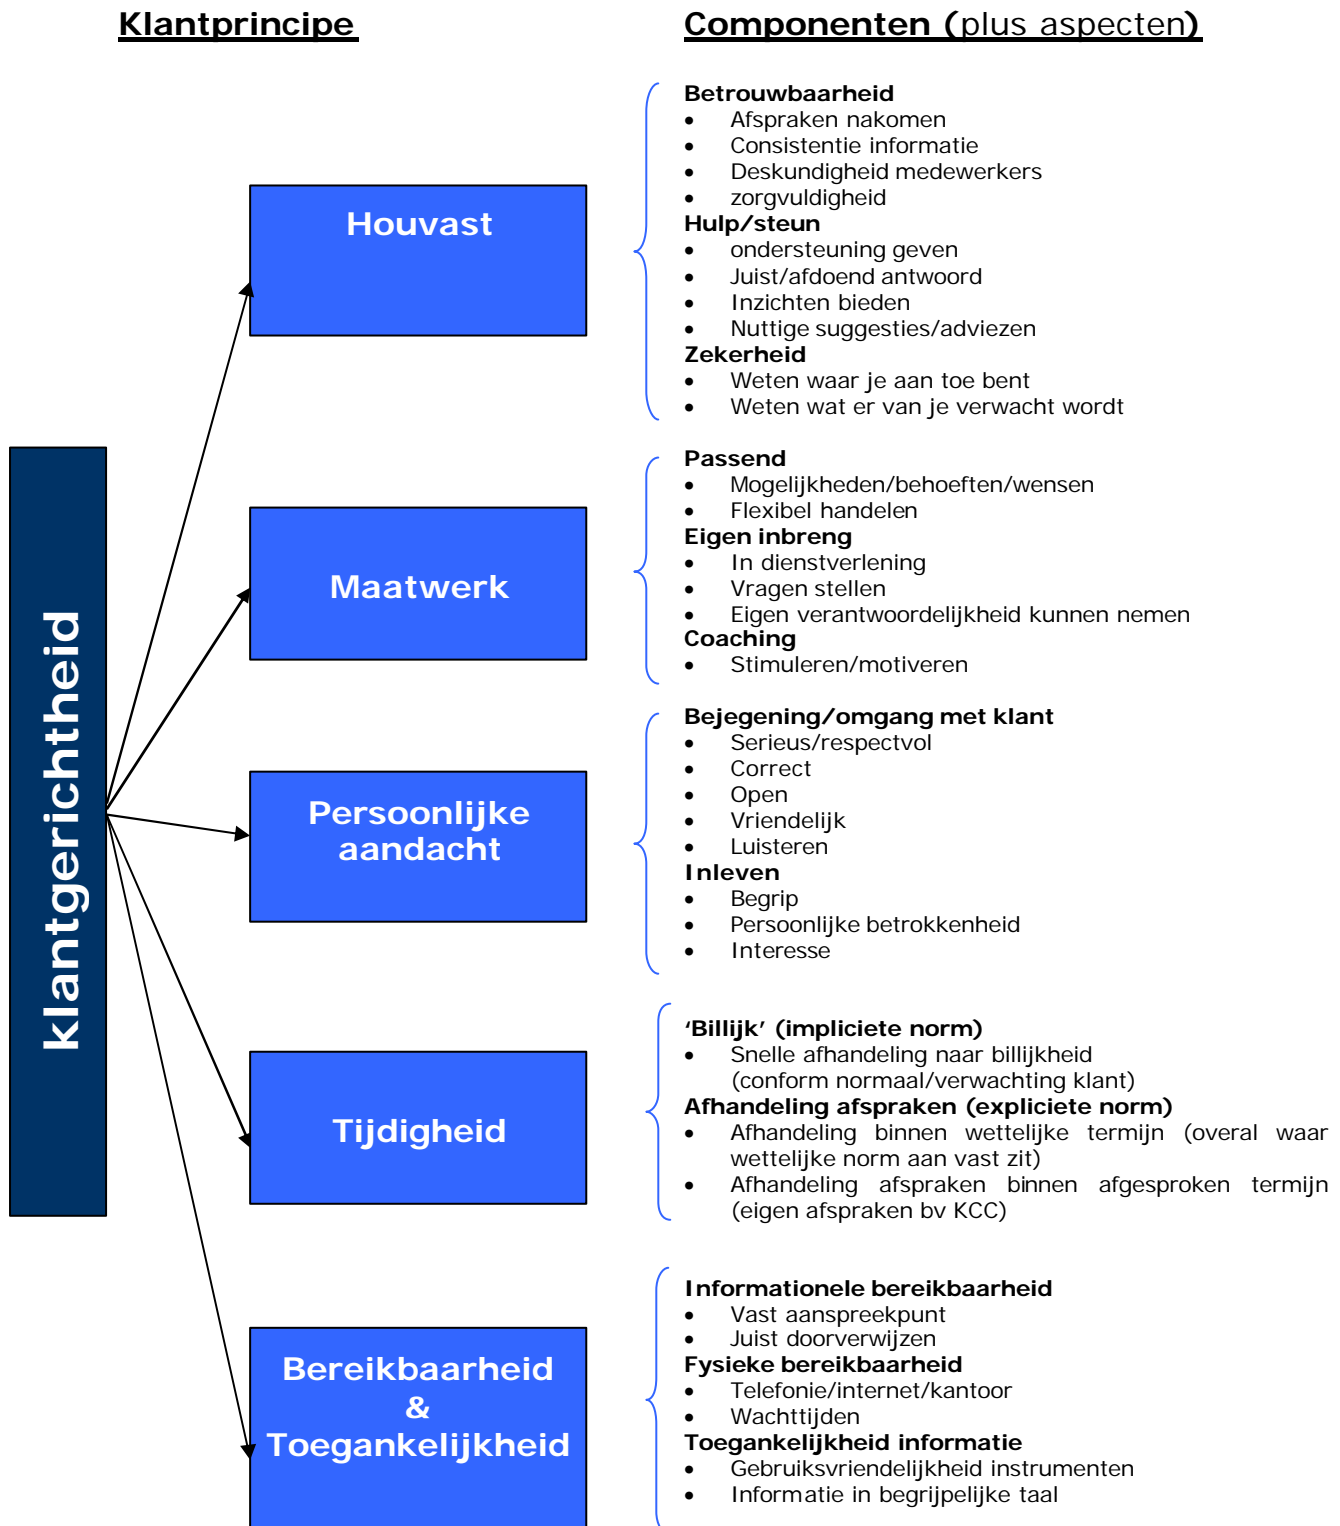 Klantprincipe
Componenten (plus aspecten)
klantgerichtheid
Houvast
Betrouwbaarheid
• Afspraken nakomen
• Consistentie informatie
• Deskundigheid medewerkers
• zorgvuldigheid
Hulp/steun
• ondersteuning geven
• Juist/afdoend antwoord
• Inzichten bieden
• Nuttige suggesties/adviezen
Zekerheid
• Weten waar je aan toe bent
• Weten wat er van je verwacht wordt
Maatwerk
Passend
• Mogelijkheden/behoeften/wensen
• Flexibel handelen
Eigen inbreng
• In dienstverlening
• Vragen stellen
• Eigen verantwoordelijkheid kunnen nemen
Coaching
• Stimuleren/motiveren
Persoonlijke
aandacht
Bejegening/omgang met klant
• Serieus/respectvol
• Correct
• Open
• Vriendelijk
• Luisteren
Inleven
• Begrip
• Persoonlijke betrokkenheid
• Interesse
Tijdigheid
‘Billijk’ (impliciete norm)
• Snelle afhandeling naar billijkheid
(conform normaal/verwachting klant)
Afhandeling afspraken (expliciete norm)
• Afhandeling binnen wettelijke termijn (overal waar
wettelijke norm aan vast zit)
• Afhandeling afspraken binnen afgesproken termijn
(eigen afspraken bv KCC)
Bereikbaarheid
&
Toegankelijkheid
Informationele bereikbaarheid
• Vast aanspreekpunt
• Juist doorverwijzen
Fysieke bereikbaarheid
• Telefonie/internet/kantoor
• Wachttijden
Toegankelijkheid informatie
• Gebruiksvriendelijkheid instrumenten
• Informatie in begrijpelijke taal